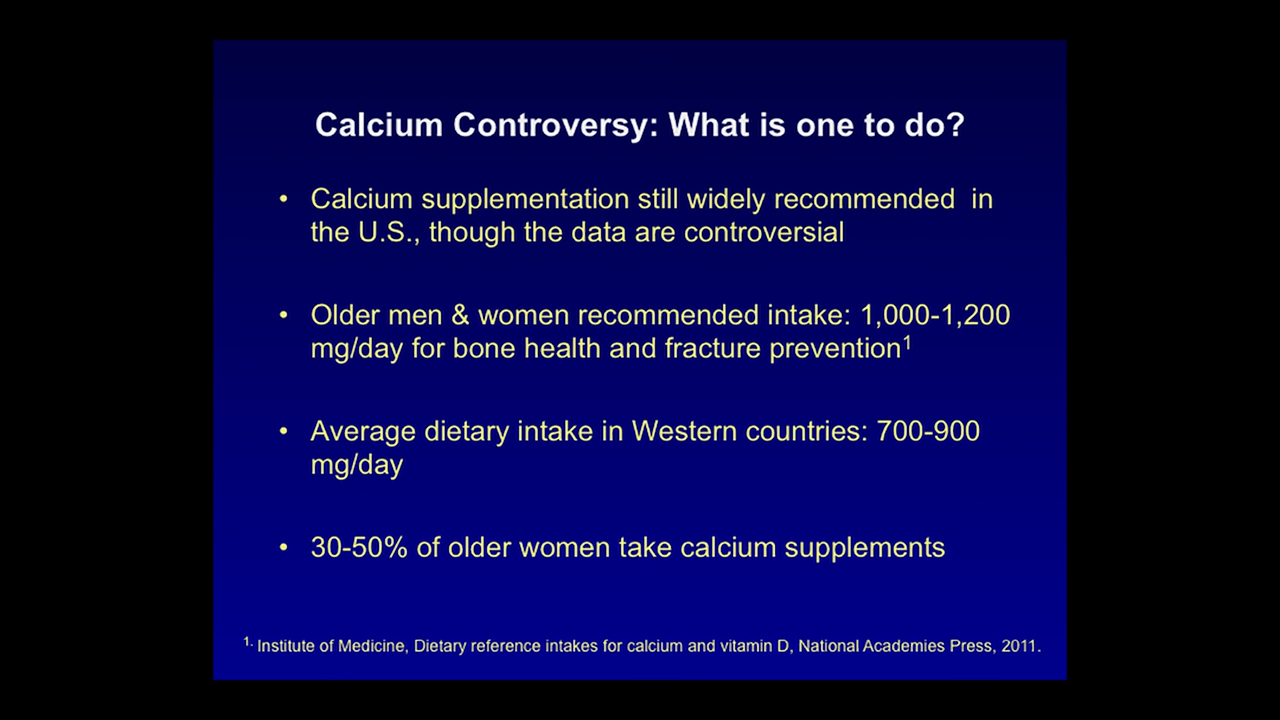 Calcium Controversy: What is one to do?
• Calcium supplementation still widely recommended  in
the U.S., though the data are controversial
• Older men & women recommended intake: 1,000-1,200
mg/day for bone health and fracture prevention¹
• Average dietary intake in Western countries: 700-900
mg/day
• 30-50% of older women take calcium supplements
¹· Institute of Medicine, Dietary reference intakes for calcium and vitamin D, National Academies Press, 2011.